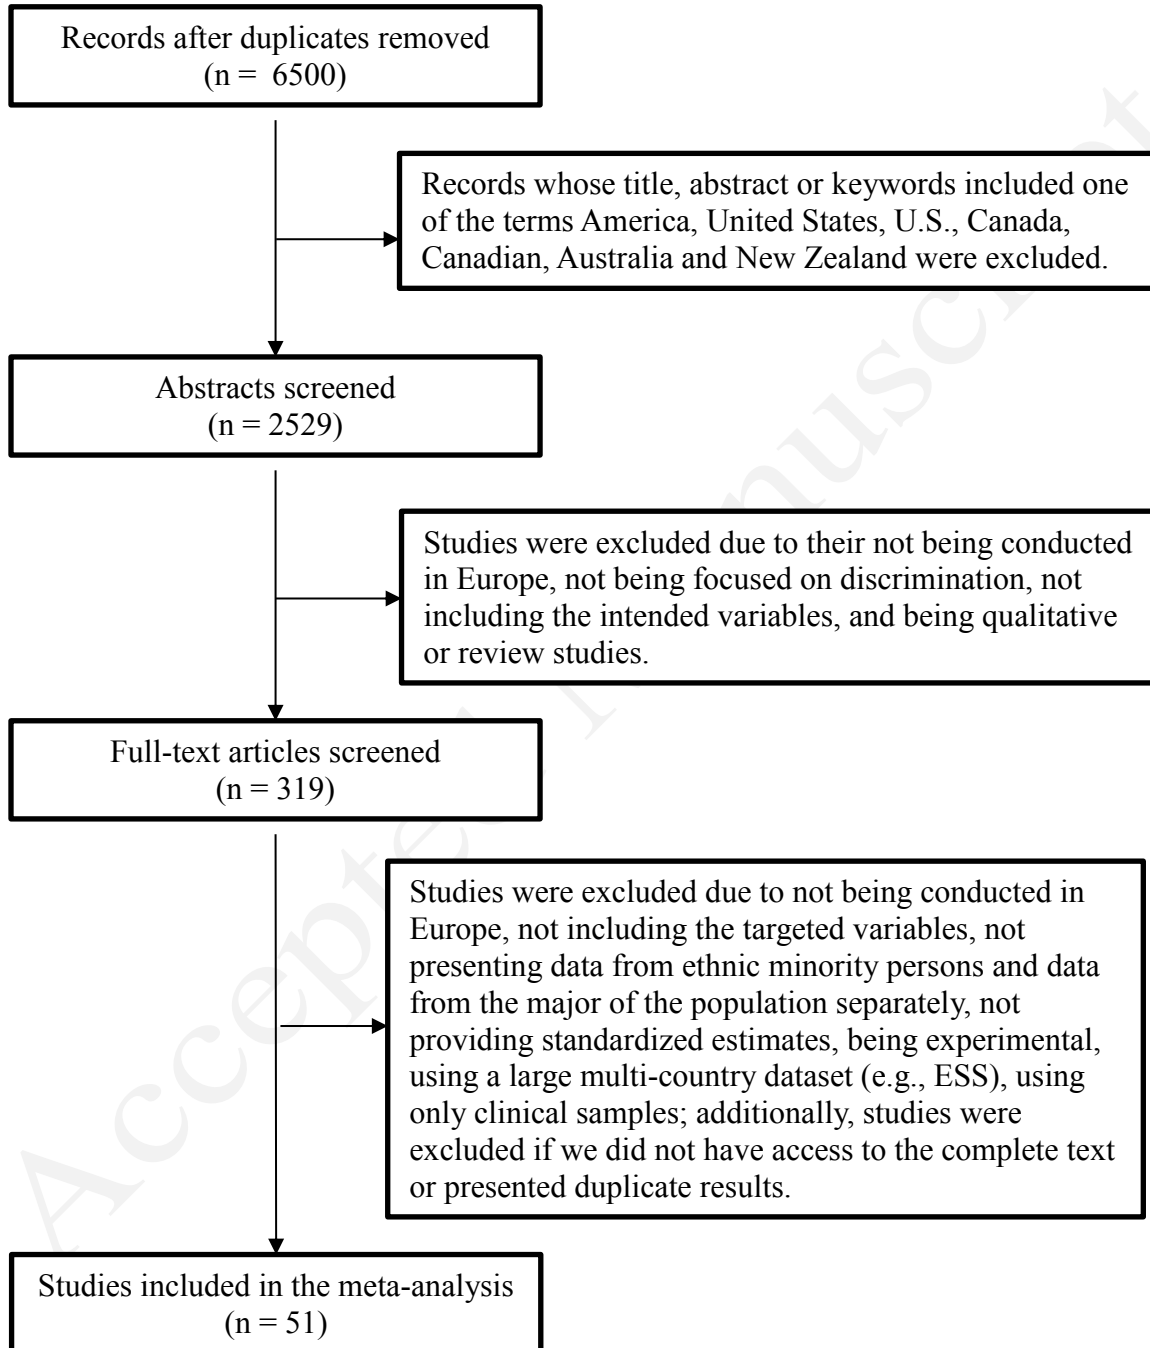 Records after duplicates removed
(n = 6500)
Records whose title, abstract or keywords included one
of the terms America, United States, U.S., Canada,
Canadian, Australia and New Zealand were excluded.
Abstracts screened
(n = 2529)
Studies were excluded due to their not being conducted
in Europe, not being focused on discrimination, not
including the intended variables, and being qualitative
or review studies.
Full-text articles screened
(n = 319)
Studies were excluded due to not being conducted in
Europe, not including the targeted variables, not
presenting data from ethnic minority persons and data
from the major of the population separately, not
providing standardized estimates, being experimental,
using a large multi-country dataset (e.g., ESS), using
only clinical samples; additionally, studies were
excluded if we did not have access to the complete text
or presented duplicate results.
Studies included in the meta-analysis
(n = 51)